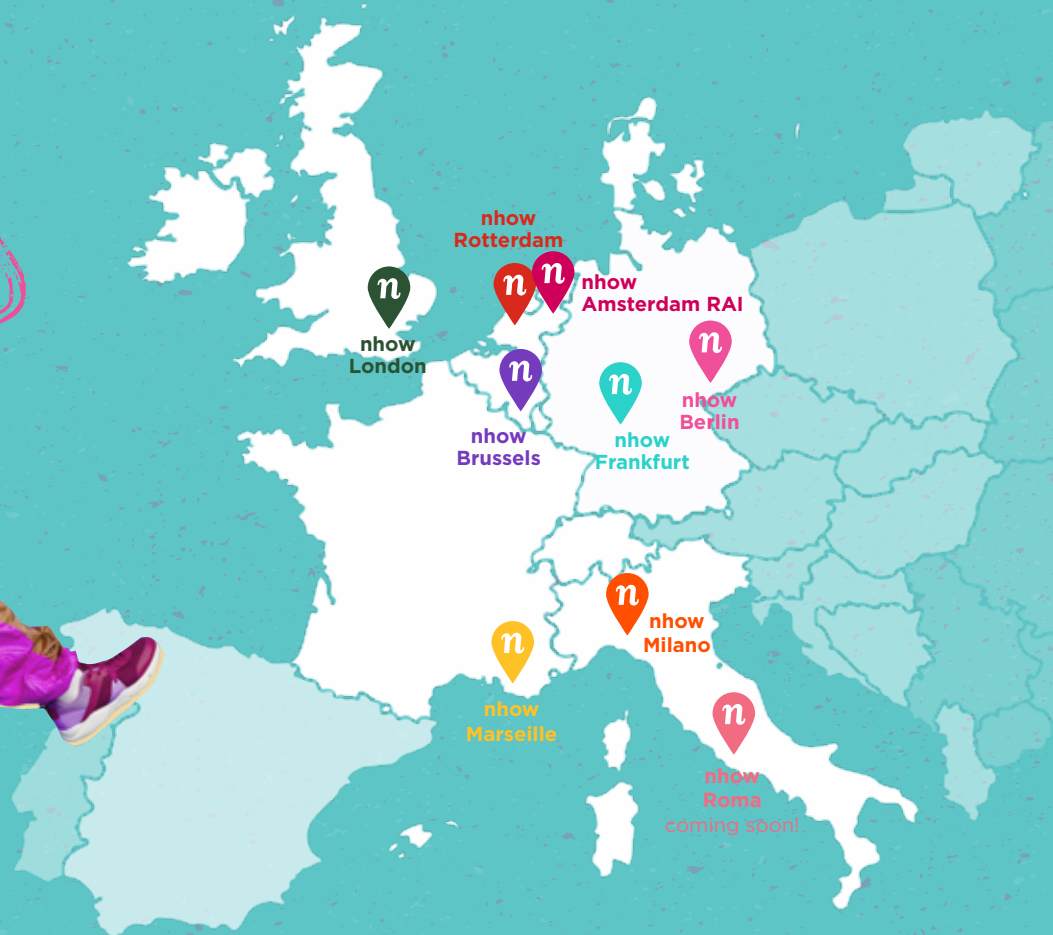 nhow
Rotterdam
n
n
nhow
Amsterdam RAI
n
nhow
London
n
nhow
Berlin
n
nhow
Brussels
n
nhow
Frankfurt
n
nhow
Milano
n
nhow
Marseille
n
nhow
Roma
coming soon!